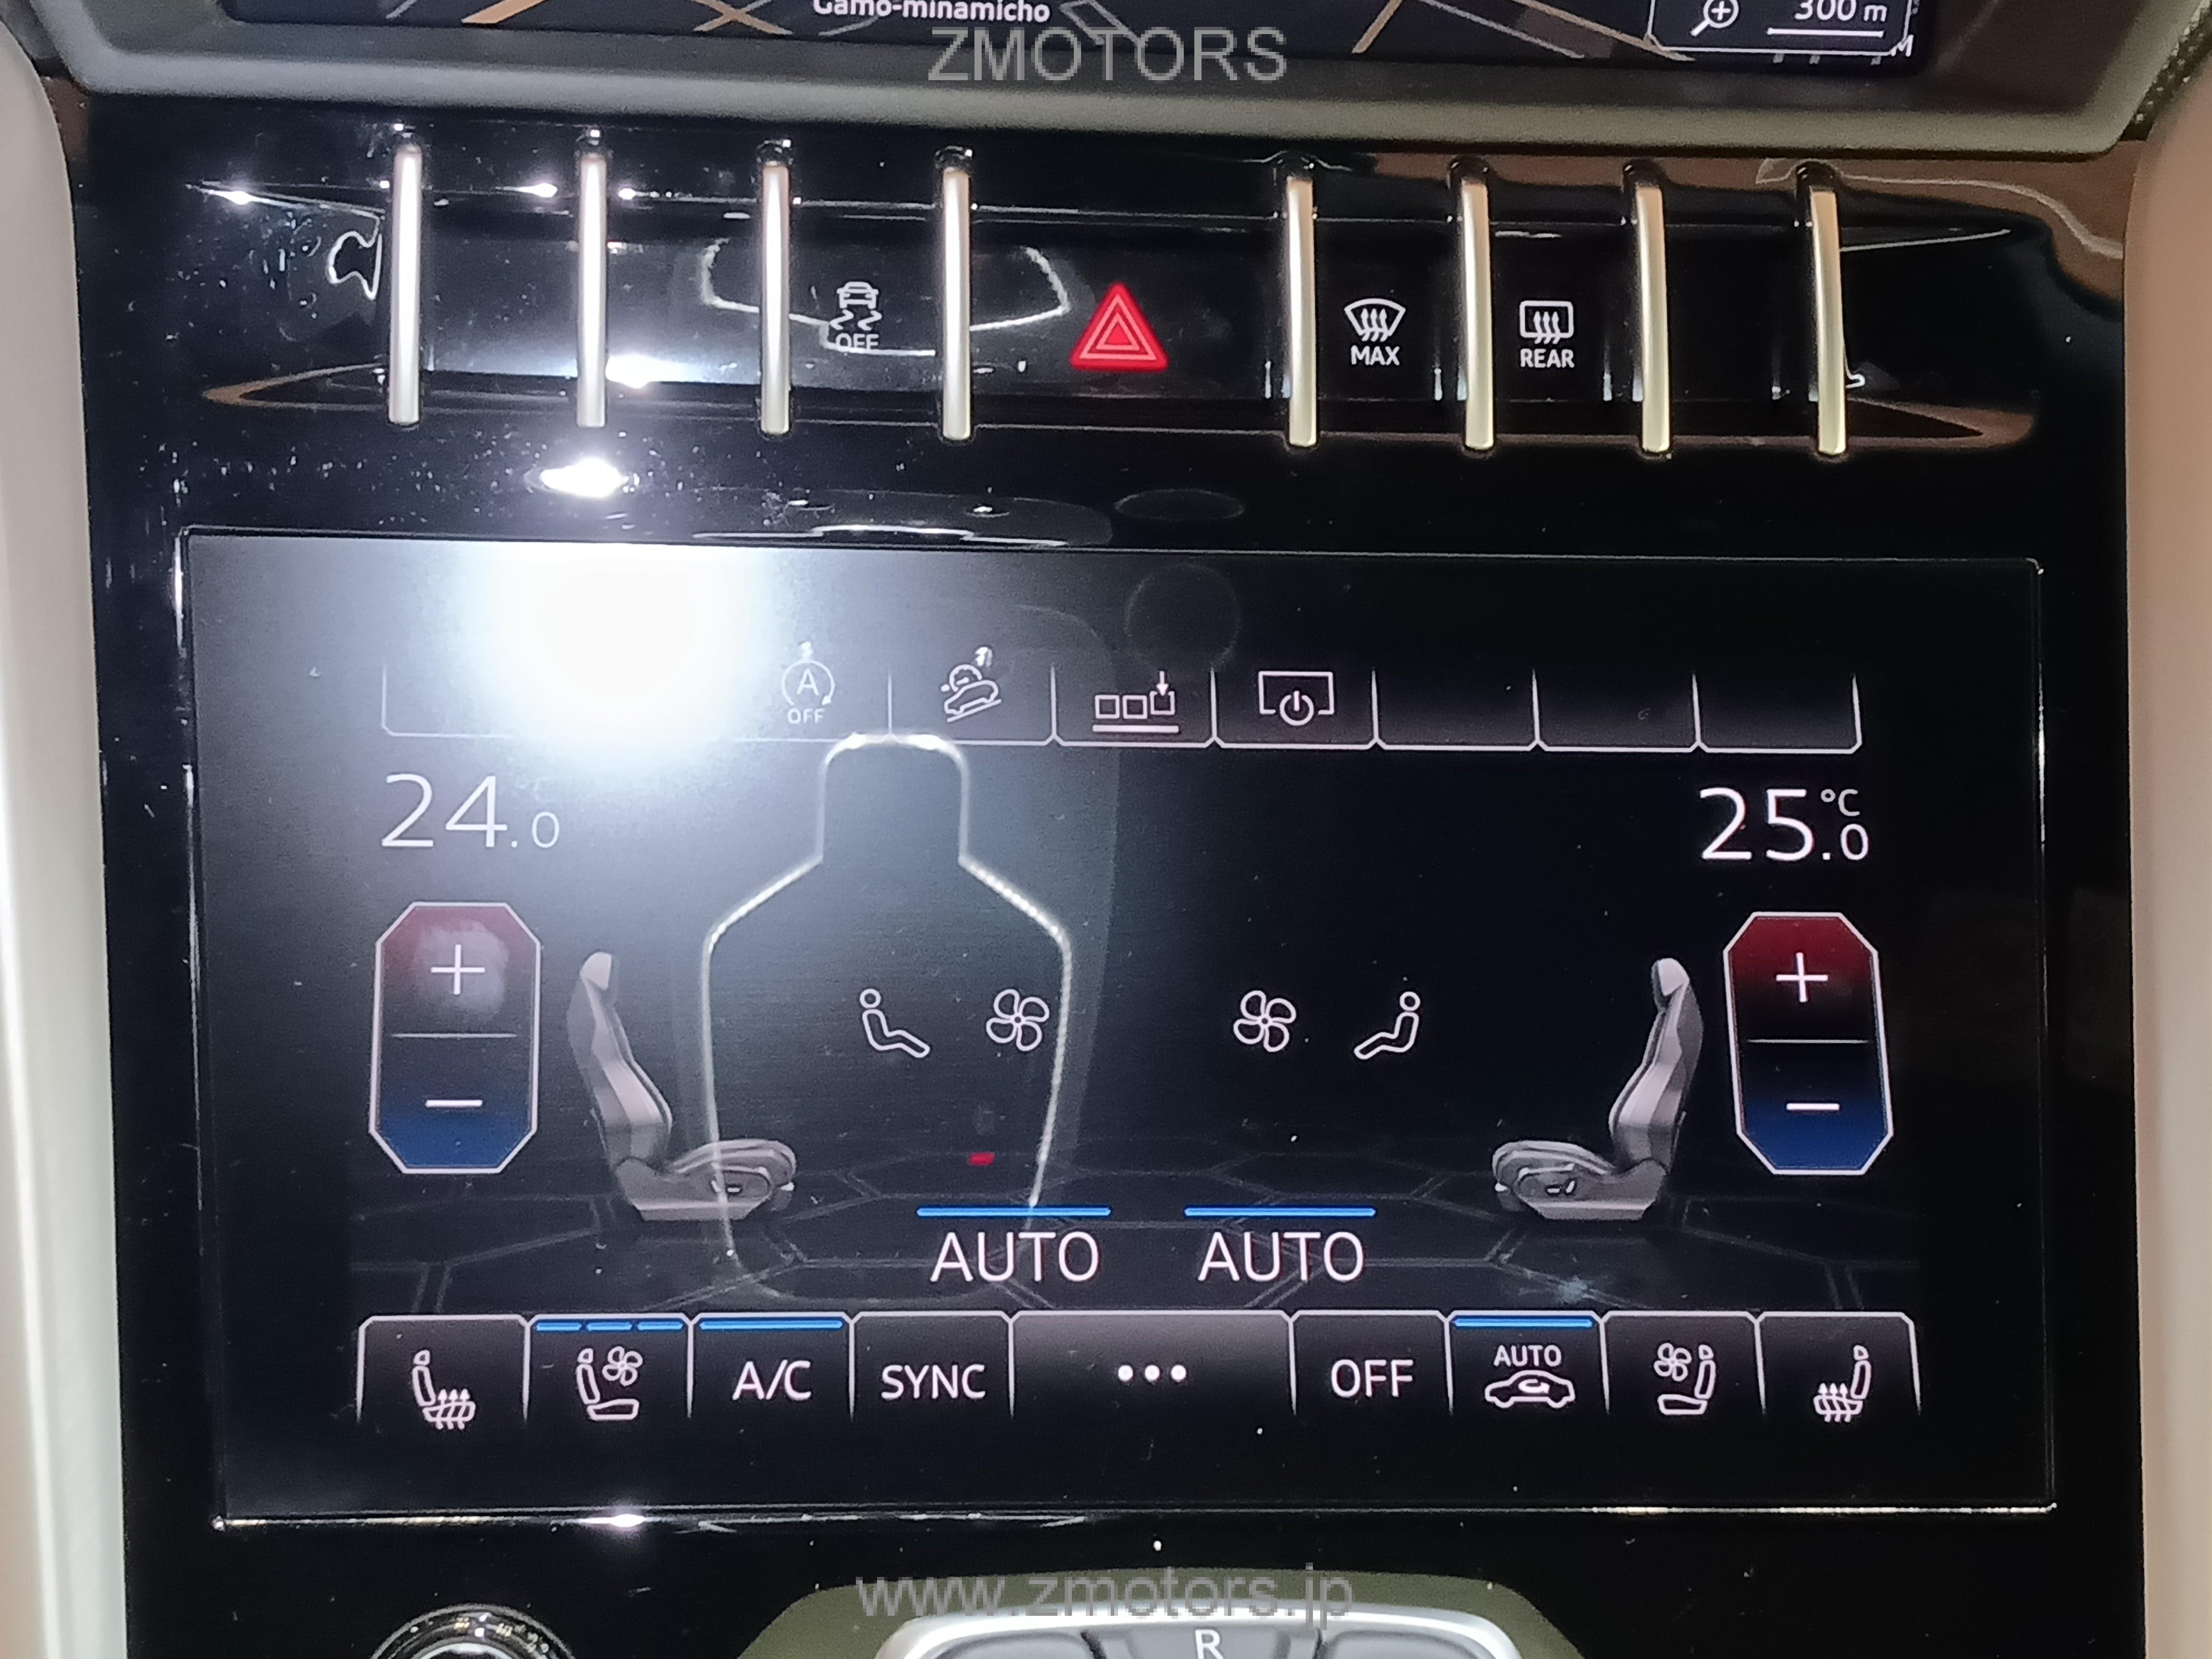 Gamo-minamicho
300 m
ZMOTORS
OFF
MAX
REAR
A
OFF
24.0
25.0 °C
+
+
−
−
AUTO AUTO
A/C SYNC ... OFF AUTO
www.zmotors.jp
R